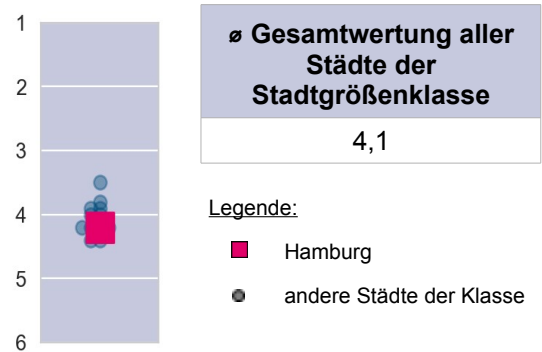 1
2
3
4
5
6
ø Gesamtwertung aller
Städte der
Stadtgrößenklasse
4,1
Legende:
Hamburg
andere Städte der Klasse